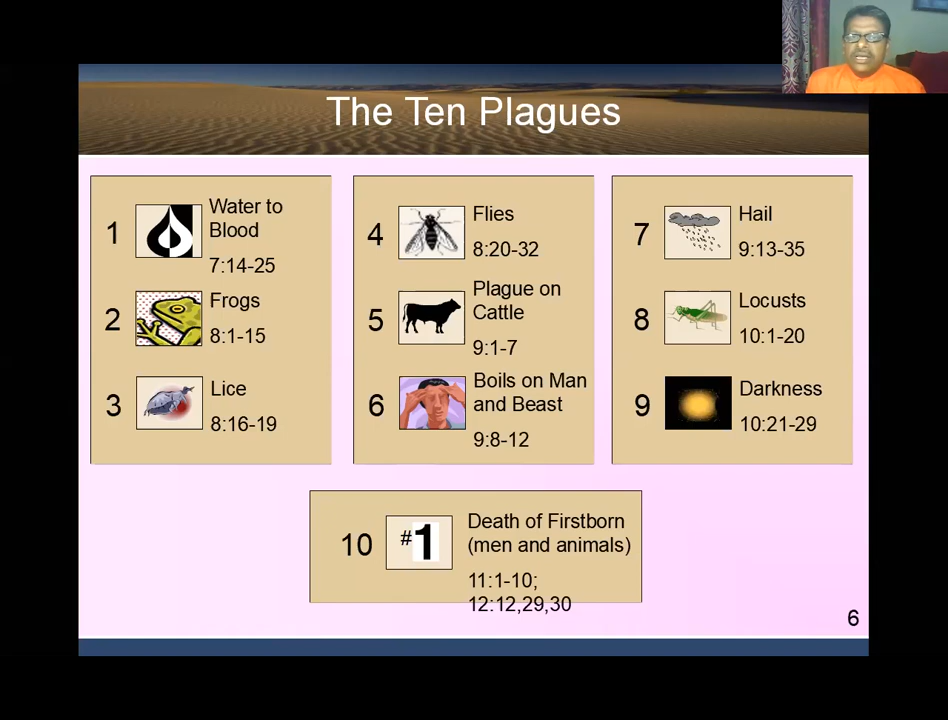 The Ten Plagues
1
Water to
Blood
7:14-25
2
Frogs
8:1-15
3
Lice
8:16-19
4
Flies
8:20-32
5
Plague on
Cattle
9:1-7
6
Boils on Man
and Beast
9:8-12
7
Hail
9:13-35
8
Locusts
10:1-20
9
Darkness
10:21-29
10
#1
Death of Firstborn
(men and animals)
11:1-10;
12:12,29,30
6